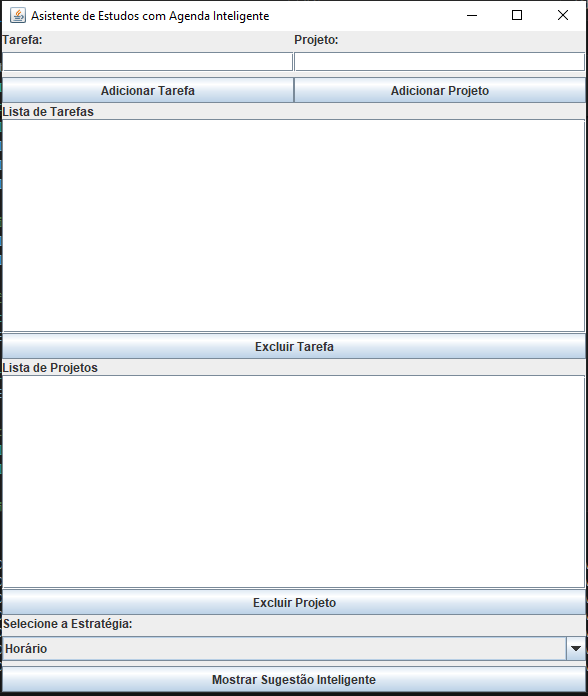 Asistente de Estudos com Agenda Inteligente
Tarefa: Projeto:
Adicionar Tarefa Adicionar Projeto
Lista de Tarefas
Excluir Tarefa
Lista de Projetos
Excluir Projeto
Selecione a Estratégia:
Horário
Mostrar Sugestão Inteligente